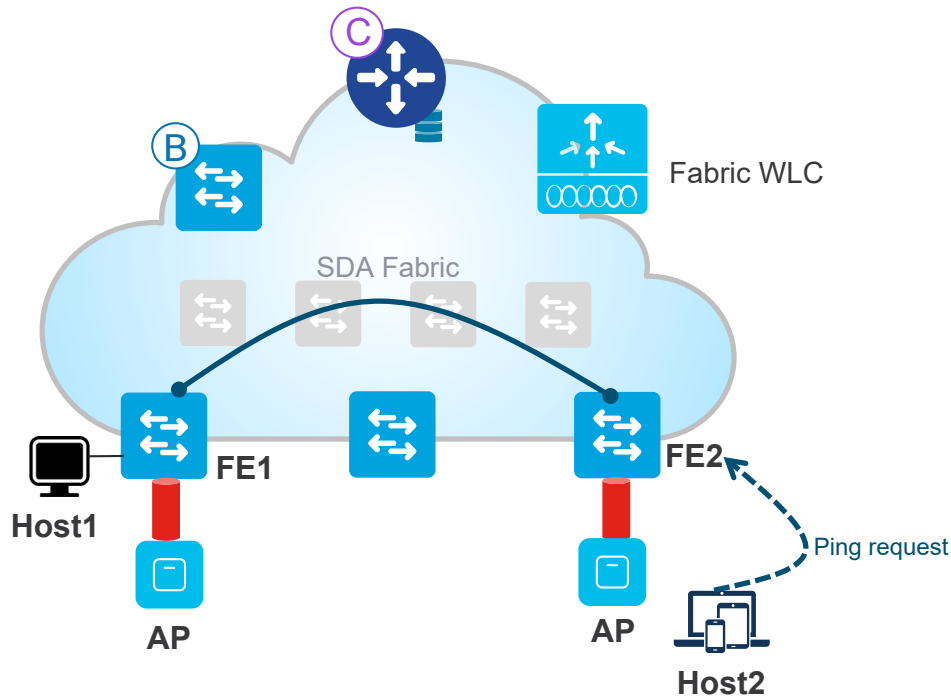 C
B
Fabric WLC
SDA Fabric
FE1
FE2
Host1
Ping request
AP
AP
Host2